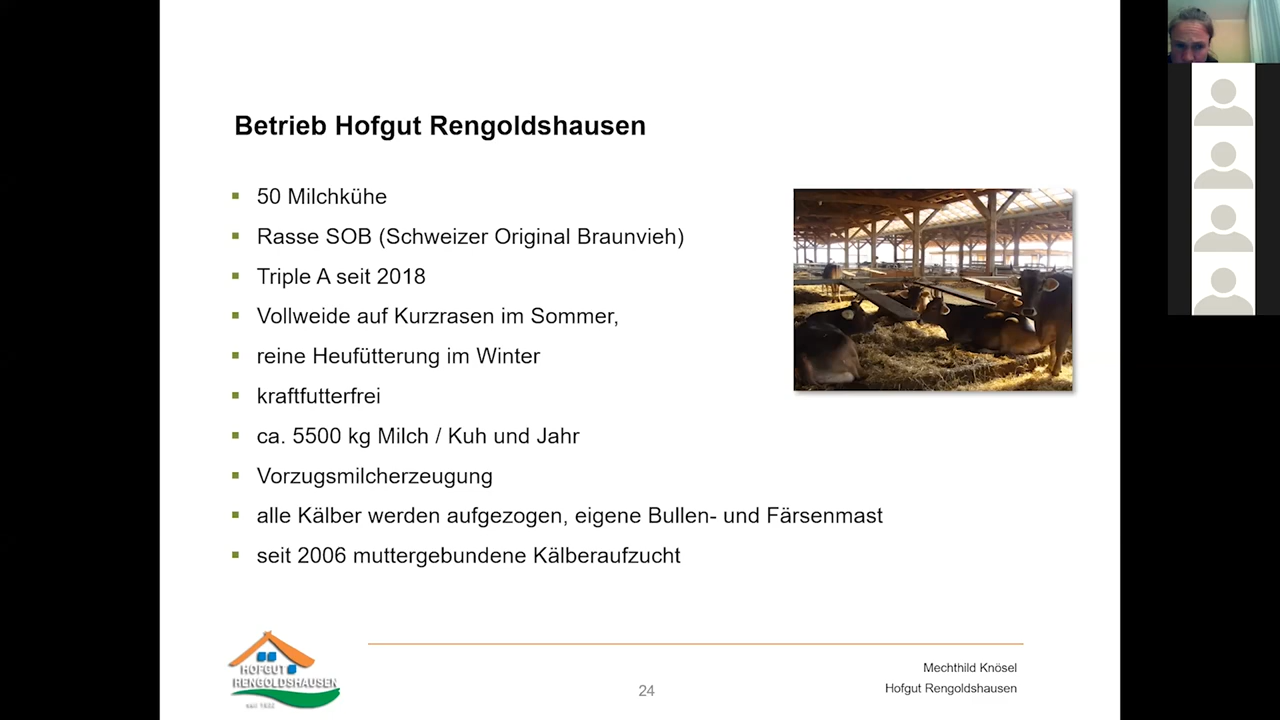 Betrieb Hofgut Rengoldshausen
50 Milchkühe
Rasse SOB (Schweizer Original Braunvieh)
Triple A seit 2018
Vollweide auf Kurzrasen im Sommer,
reine Heufütterung im Winter
kraftfutterfrei
ca. 5500 kg Milch / Kuh und Jahr
Vorzugsmilcherzeugung
alle Kälber werden aufgezogen, eigene Bullen- und Färsenmast
seit 2006 muttergebundene Kälberaufzucht
HOFGUT
RENGOLDSHAUSEN
seit 1932
24
Mechthild Knösel
Hofgut Rengoldshausen